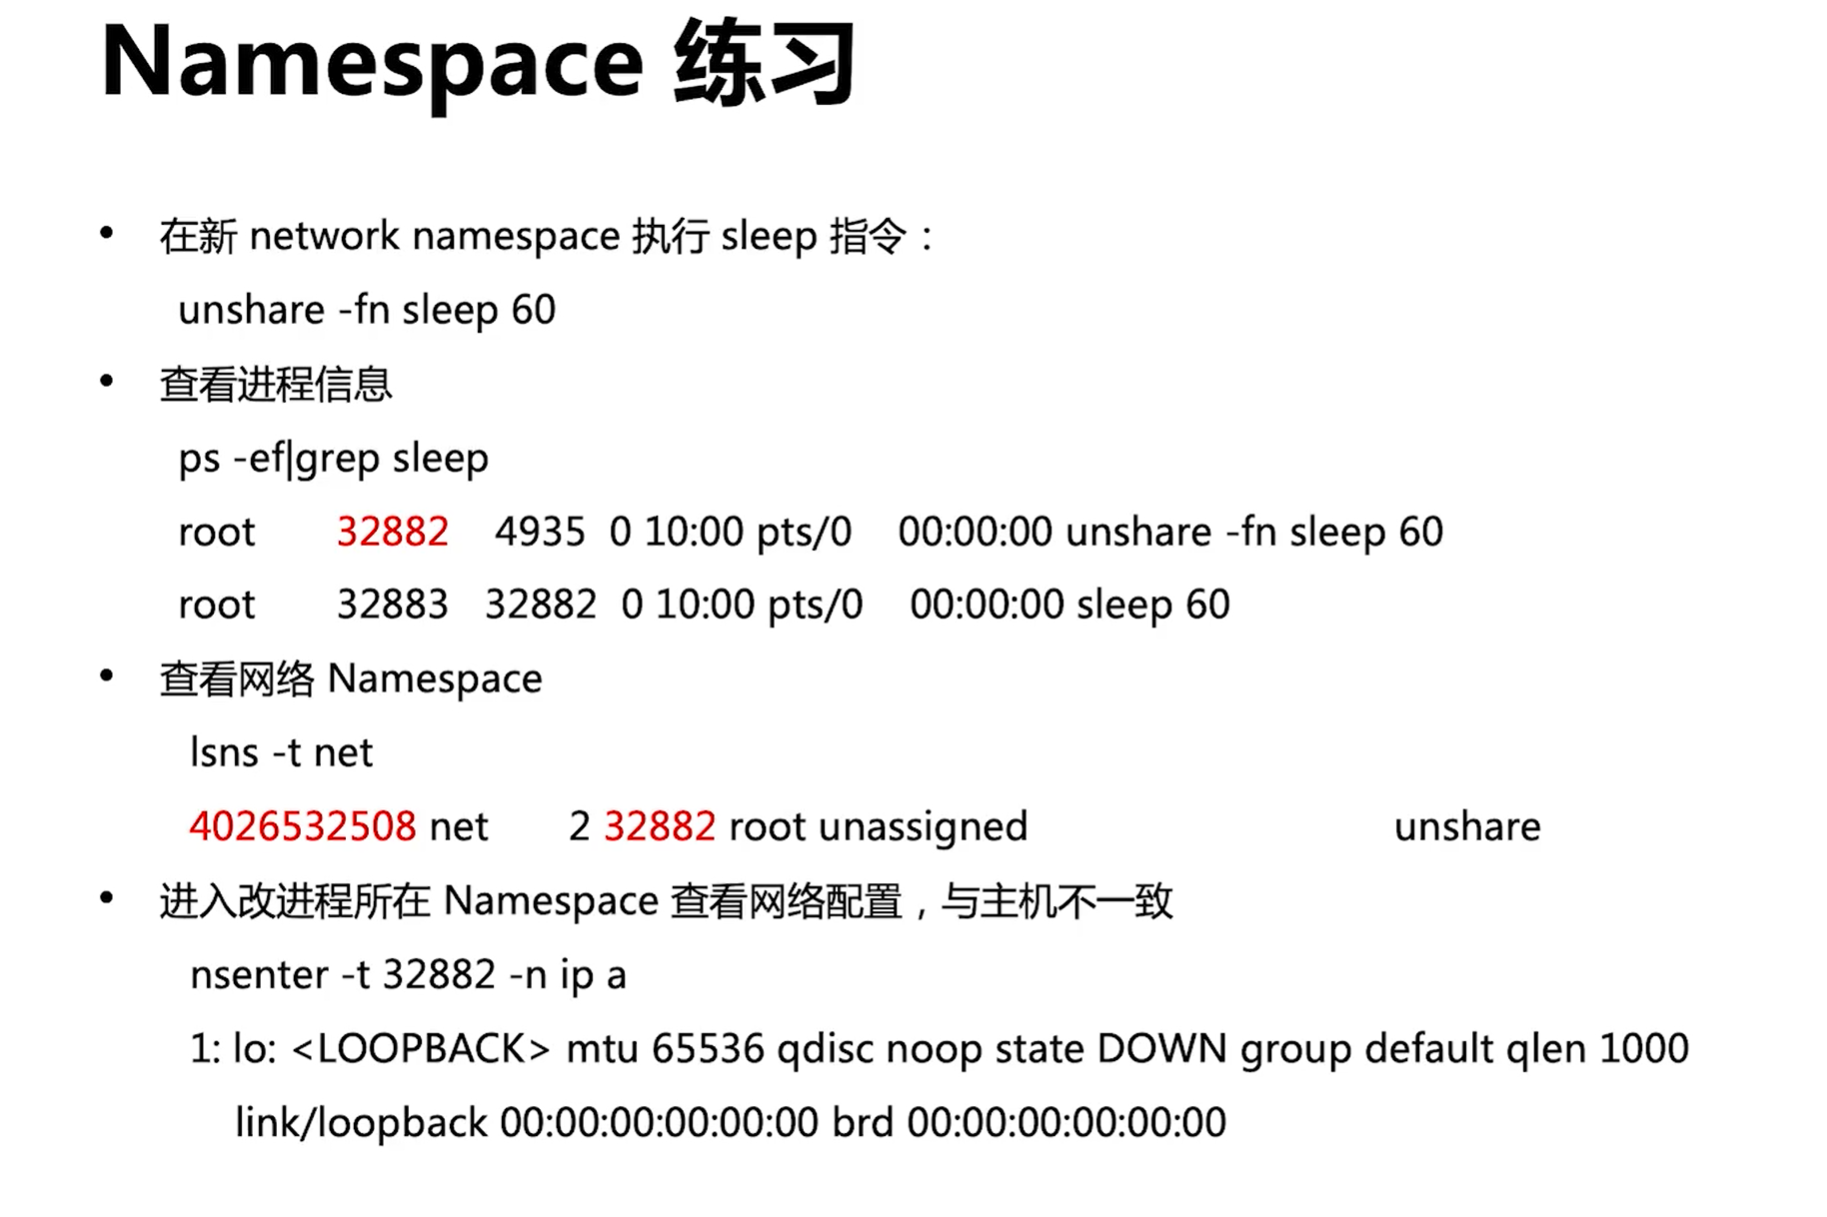 Namespace 练习
• 在新 network namespace 执行 sleep 指令：
unshare -fn sleep 60
• 查看进程信息
ps -ef|grep sleep
root 32882 4935 0 10:00 pts/0 00:00:00 unshare -fn sleep 60
root 32883 32882 0 10:00 pts/0 00:00:00 sleep 60
• 查看网络 Namespace
lsns -t net
4026532508 net 2 32882 root unassigned unshare
• 进入改进程所在 Namespace 查看网络配置，与主机不一致
nsenter -t 32882 -n ip a
1: lo: <LOOPBACK> mtu 65536 qdisc noop state DOWN group default qlen 1000
link/loopback 00:00:00:00:00:00 brd 00:00:00:00:00:00